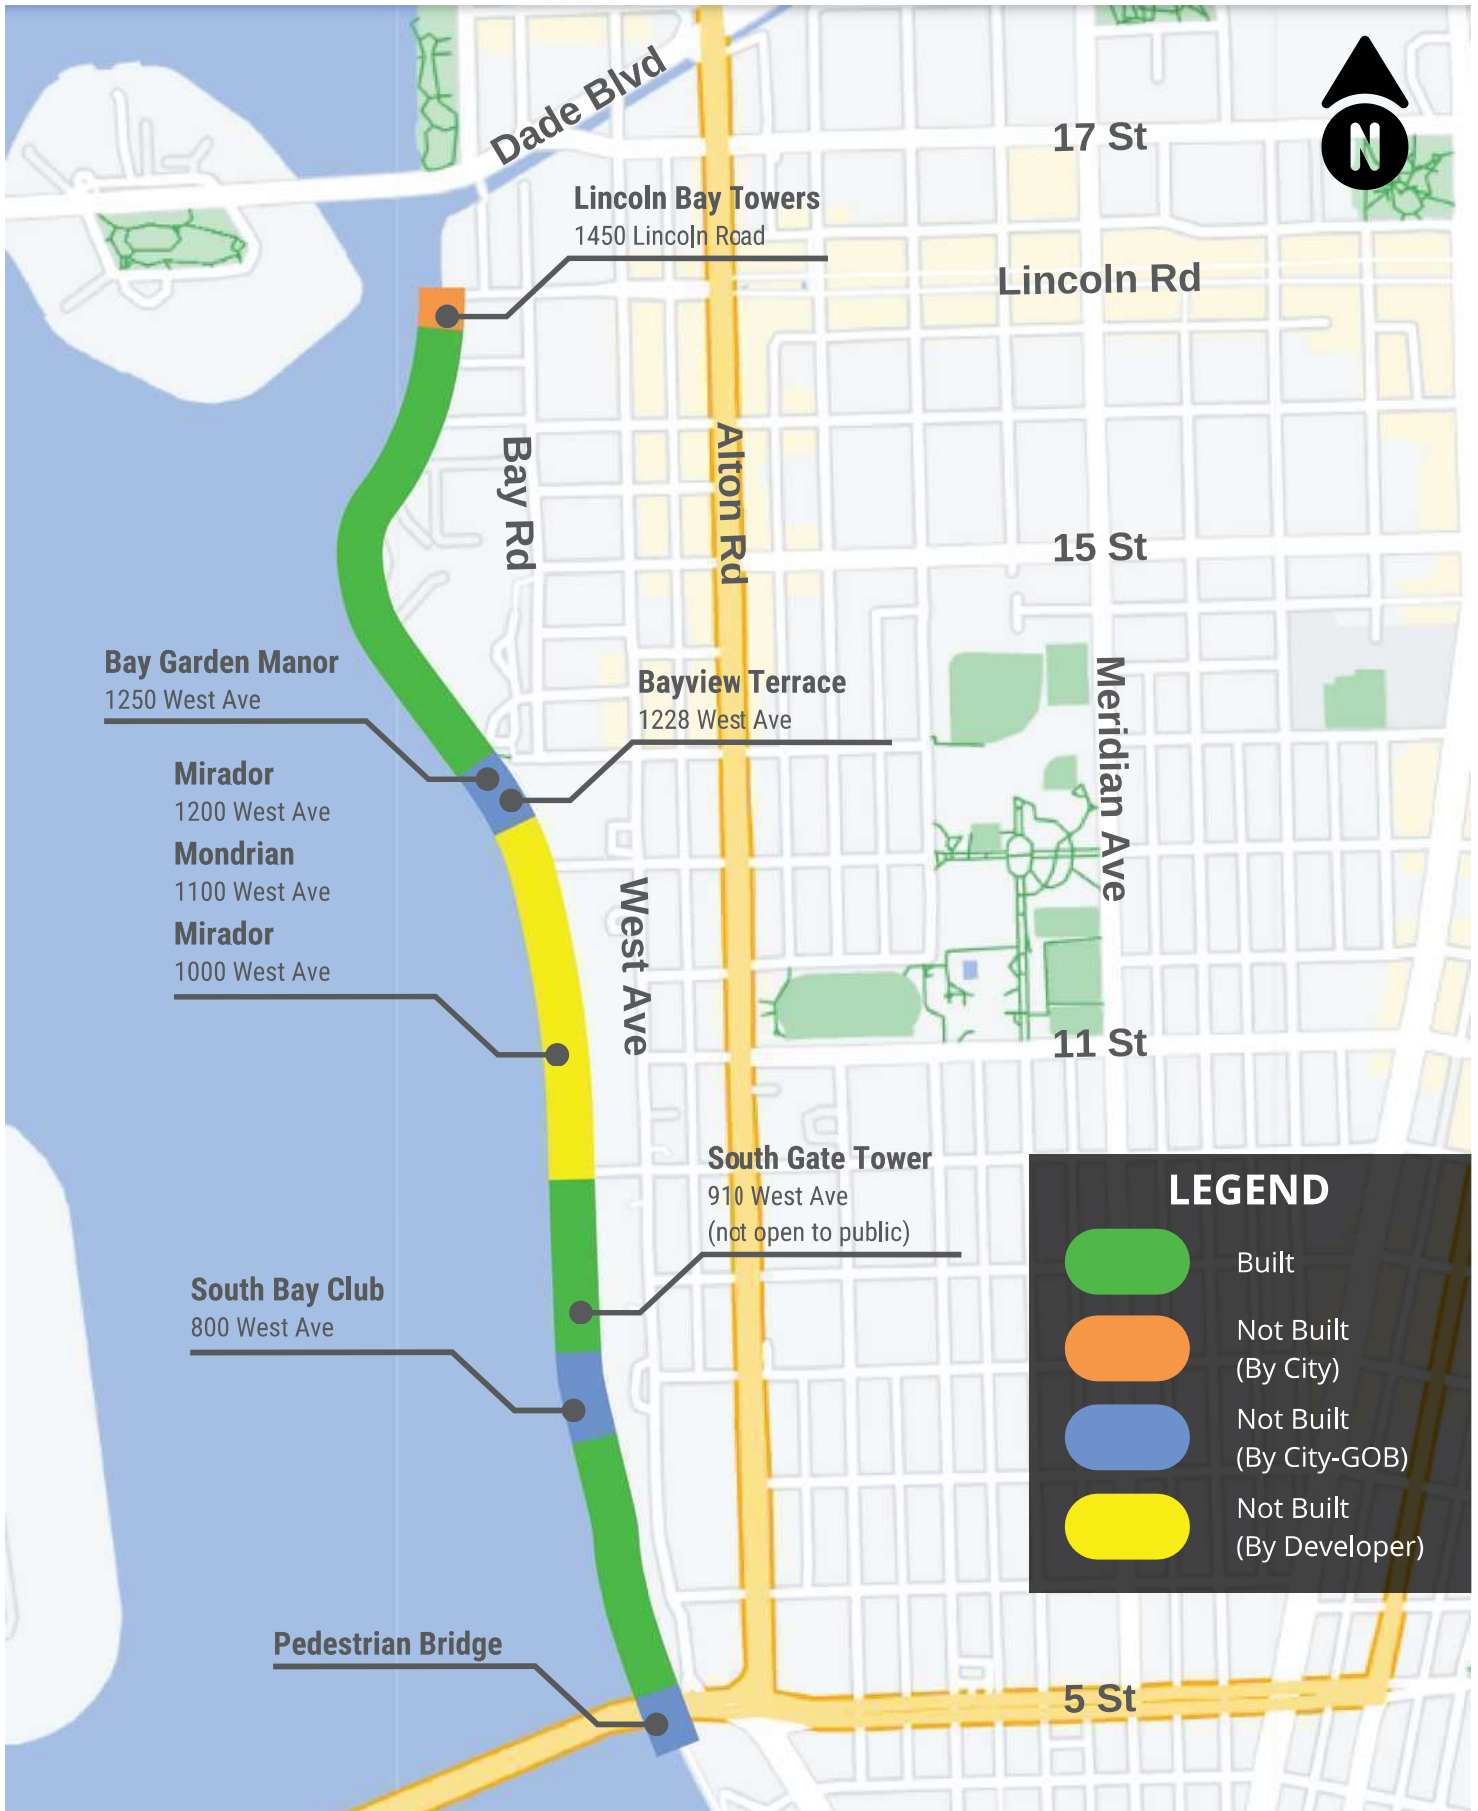 Dade Blvd
17 St
N
Lincoln Bay Towers
1450 Lincoln Road
Lincoln Rd
Bay Rd
Alton Rd
15 St
Bay Garden Manor
1250 West Ave
Bayview Terrace
1228 West Ave
Meridian Ave
Mirador
1200 West Ave
Mondrian
1100 West Ave
Mirador
1000 West Ave
West Ave
11 St
South Gate Tower
910 West Ave
(not open to public)
South Bay Club
800 West Ave
Pedestrian Bridge
5 St
LEGEND
Built
Not Built
(By City)
Not Built
(By City-GOB)
Not Built
(By Developer)